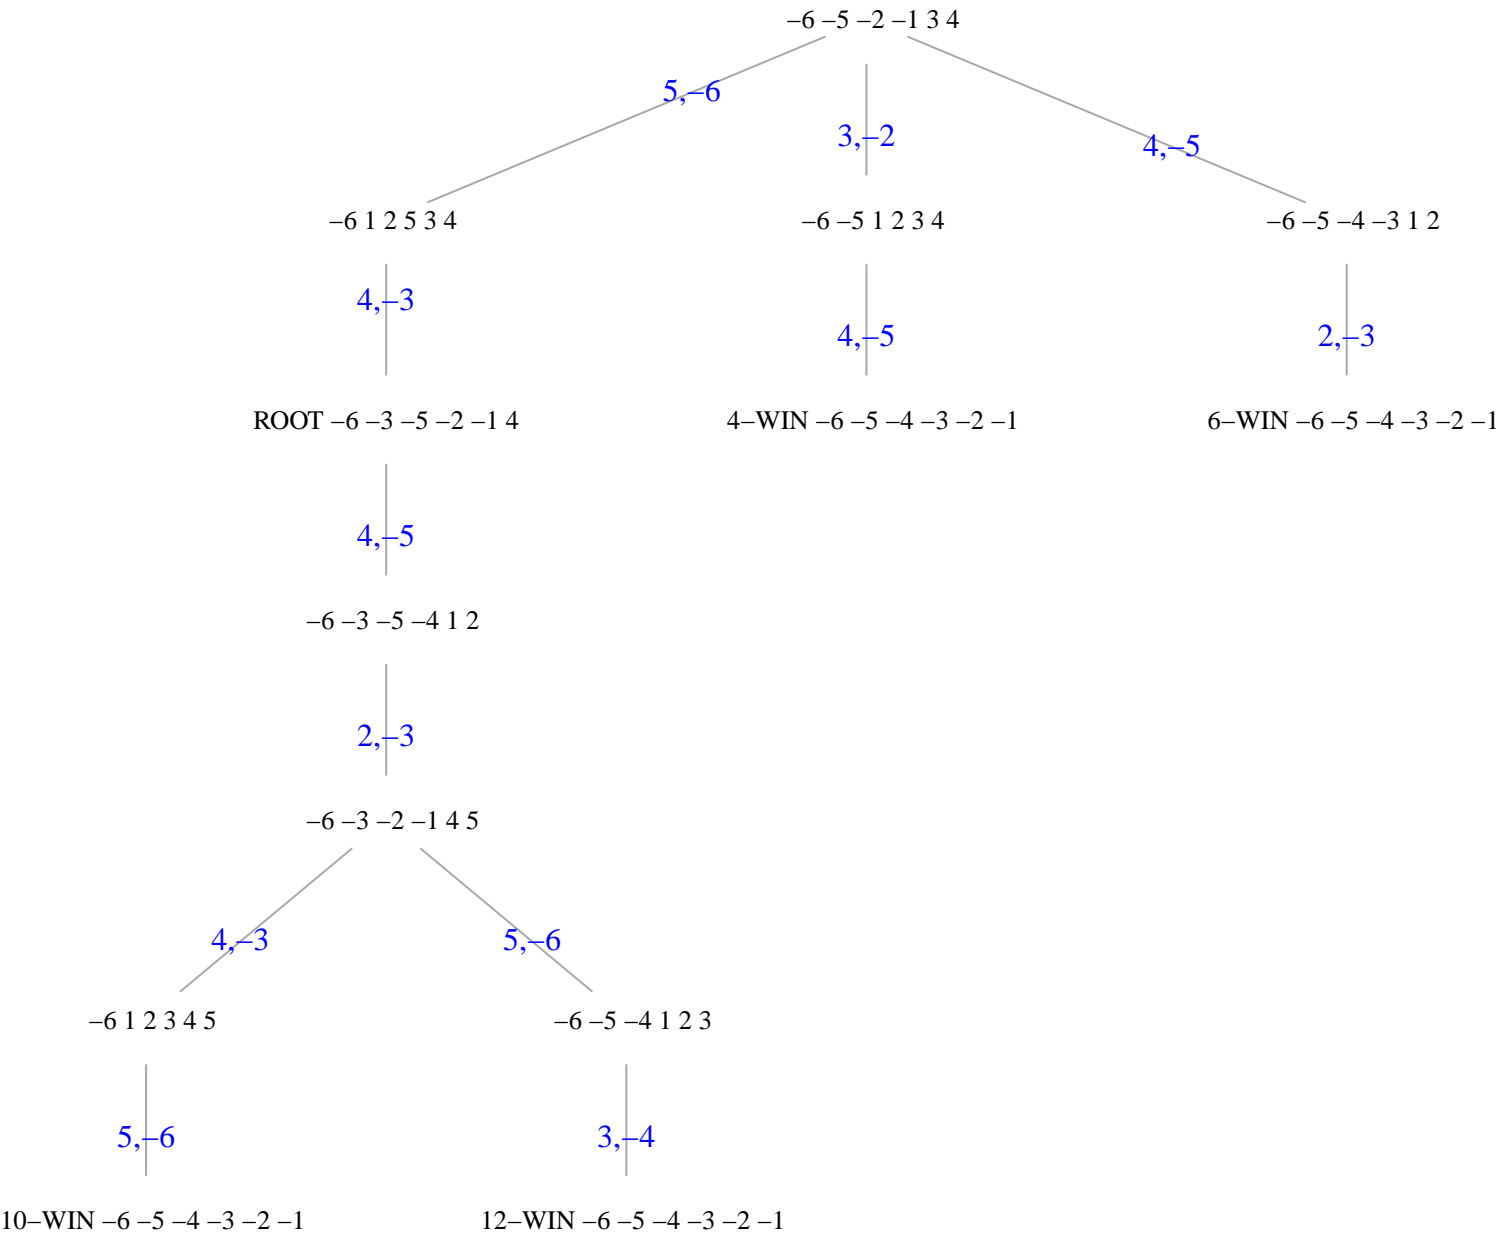 –6 –5 –2 –1 3 4
5,–6
3,–2
4,–5
–6 1 2 5 3 4
–6 –5 1 2 3 4
–6 –5 –4 –3 1 2
4,–3
4,–5
2,–3
ROOT –6 –3 –5 –2 –1 4
4–WIN –6 –5 –4 –3 –2 –1
6–WIN –6 –5 –4 –3 –2 –1
4,–5
–6 –3 –5 –4 1 2
2,–3
–6 –3 –2 –1 4 5
4,–3
5,–6
–6 1 2 3 4 5
–6 –5 –4 1 2 3
5,–6
3,–4
10–WIN –6 –5 –4 –3 –2 –1
12–WIN –6 –5 –4 –3 –2 –1